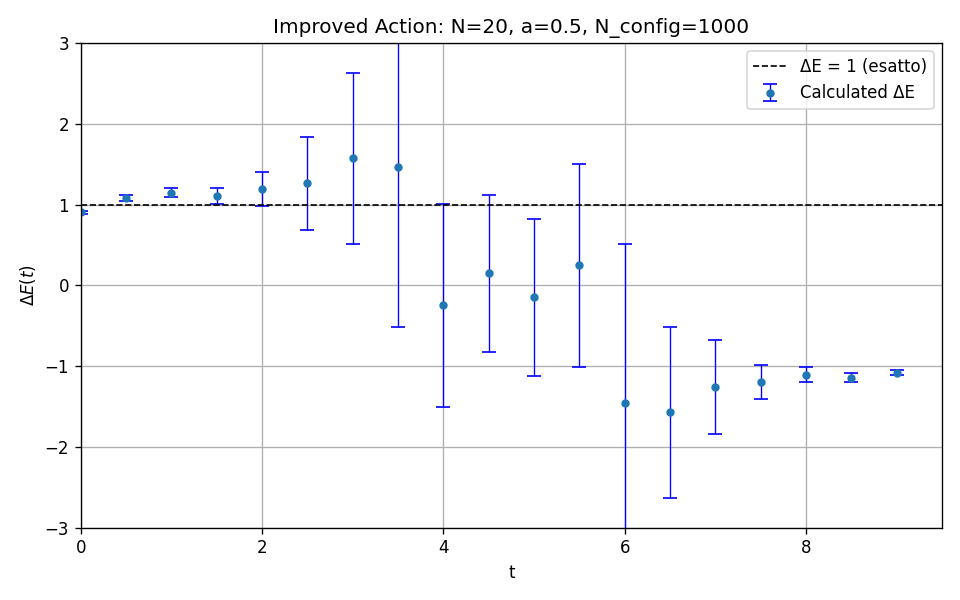 Improved Action: N=20, a=0.5, N_config=1000
ΔE = 1 (esatto)
Calculated ΔE
ΔE(t)
3
2
1
0
−1
−2
−3
0
2
4
6
8
t